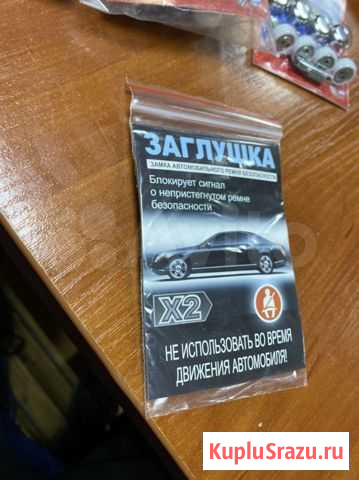 ЗАГЛУШКА
ЗАМКА АВТОМОБИЛЬНОГО РЕМНЯ БЕЗОПАСНОСТИ
Блокирует сигнал
о непристегнутом ремне
безопасности
X2
НЕ ИСПОЛЬЗОВАТЬ ВО ВРЕМЯ
ДВИЖЕНИЯ АВТОМОБИЛЯ!
KupluSrazu.ru